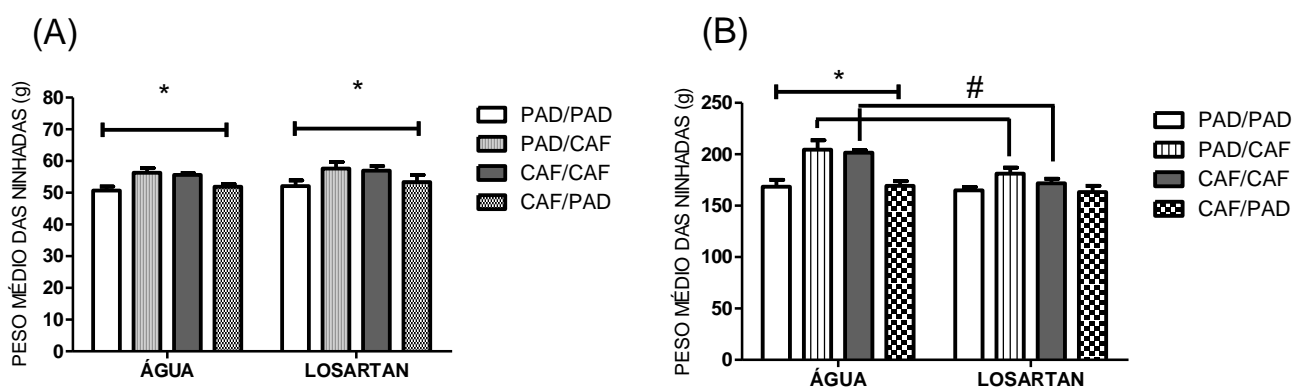 (A)
PESO MÉDIO DAS NINHADAS (g)
80
70
60
50
40
30
20
10
0
*
*
ÁGUA
LOSARTAN
PAD/PAD
PAD/CAF
CAF/CAF
CAF/PAD
(B)
PESO MÉDIO DAS NINHADAS (g)
250
200
150
100
50
0
*
#
ÁGUA
LOSARTAN
PAD/PAD
PAD/CAF
CAF/CAF
CAF/PAD